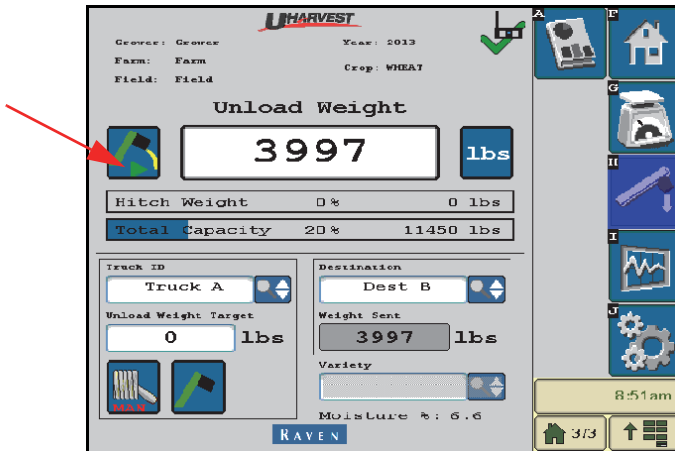 UHARVEST
Grower: Grower Year: 2013
Farm: Farm
Crop: WHEAT
Field: Field
Unload Weight
3997 lbs
Hitch Weight 0% 0 lbs
Total Capacity 20% 11450 lbs
Truck ID
Truck A
Unload Weight Target
0 lbs
MAN
Destination
Dest B
Weight Sent
3997 lbs
Variety
Moisture %: 6.6
RAVEN
A
F
G
H
I
J
8:51am
3/3